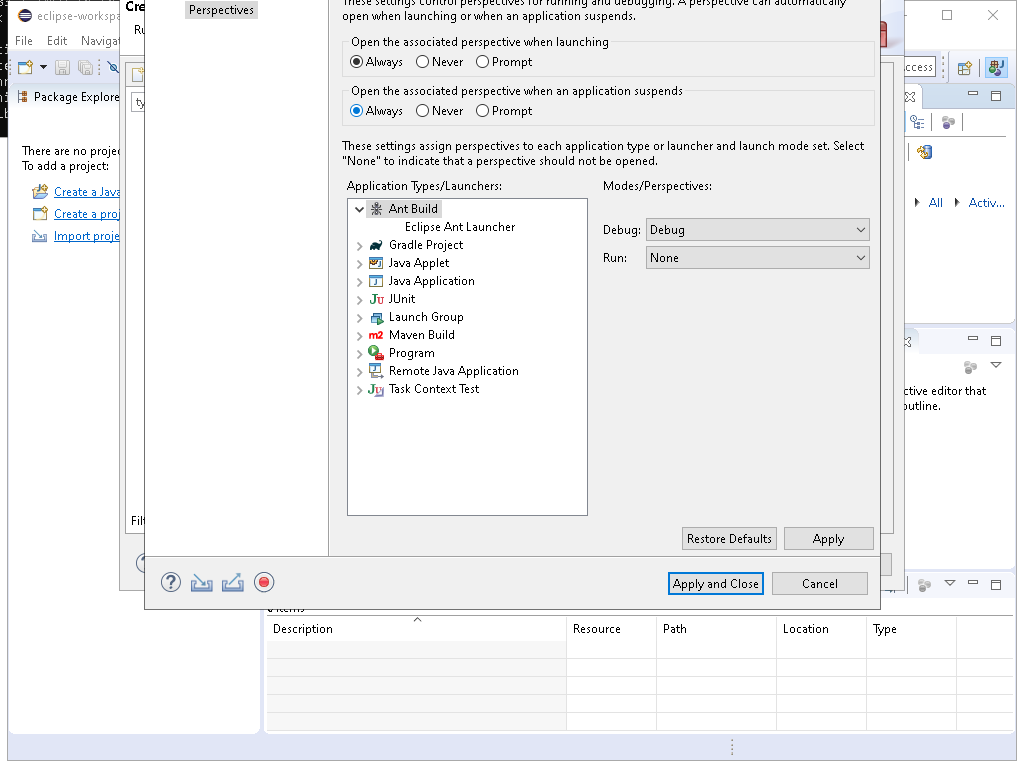 These settings control perspectives for running and debugging. A perspective can automatically
open when launching or when an application suspends.
Perspectives
eclipse-workspa
Cre
File Edit Navigat
Ru
Open the associated perspective when launching
Always Never Prompt
ccess
Package Explore
ty
Open the associated perspective when an application suspends
Always Never Prompt
There are no projec
To add a project:
Create a Java
Create a proj
Import proje
These settings assign perspectives to each application type or launcher and launch mode set. Select
"None" to indicate that a perspective should not be opened.
Application Types/Launchers:
Modes/Perspectives:
Ant Build
Eclipse Ant Launcher
Gradle Project
Java Applet
Java Application
JUnit
Launch Group
Maven Build
Program
Remote Java Application
Task Context Test
Debug: Debug
Run: None
All Activ...
ctive editor that
outline.
Filt
Restore Defaults Apply
Apply and Close Cancel
0 items
Description Resource Path Location Type